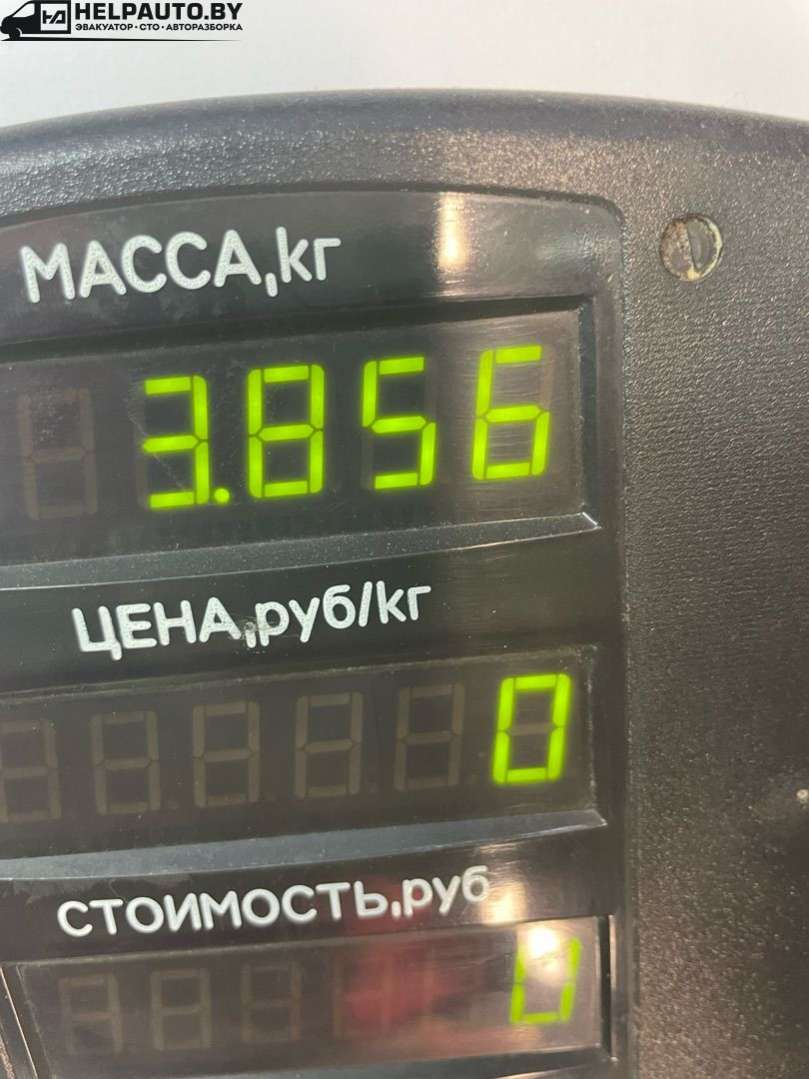 HELPAUTO.BY
ЭВАКУАТОР · СТО · АВТОРАЗБОРКА
МАССА,кг
3.856
ЦЕНА,руб/кг
0
СТОИМОСТЬ,руб
0